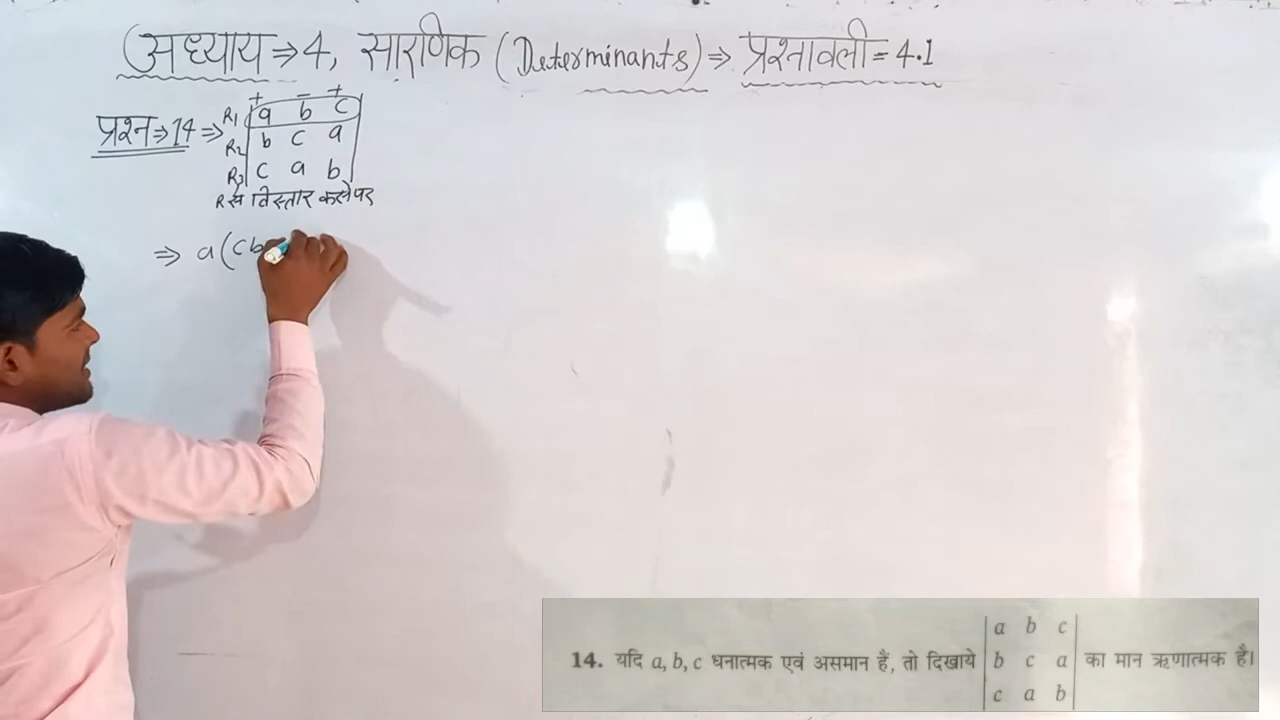 (अध्याय ⇒ 4, सारणिक (Determinants) ⇒ प्रश्नावली = 4.1
+ − +
प्रश्न ⇒ 14 ⇒ R₁ | a b c |
R₂ | b c a |
R₃ | c a b |
R से विस्तार करने पर
⇒ a(cb
14. यदि a, b, c धनात्मक एवं असमान हैं, तो दिखाये | a b c | का मान ऋणात्मक है।
| b c a |
| c a b |